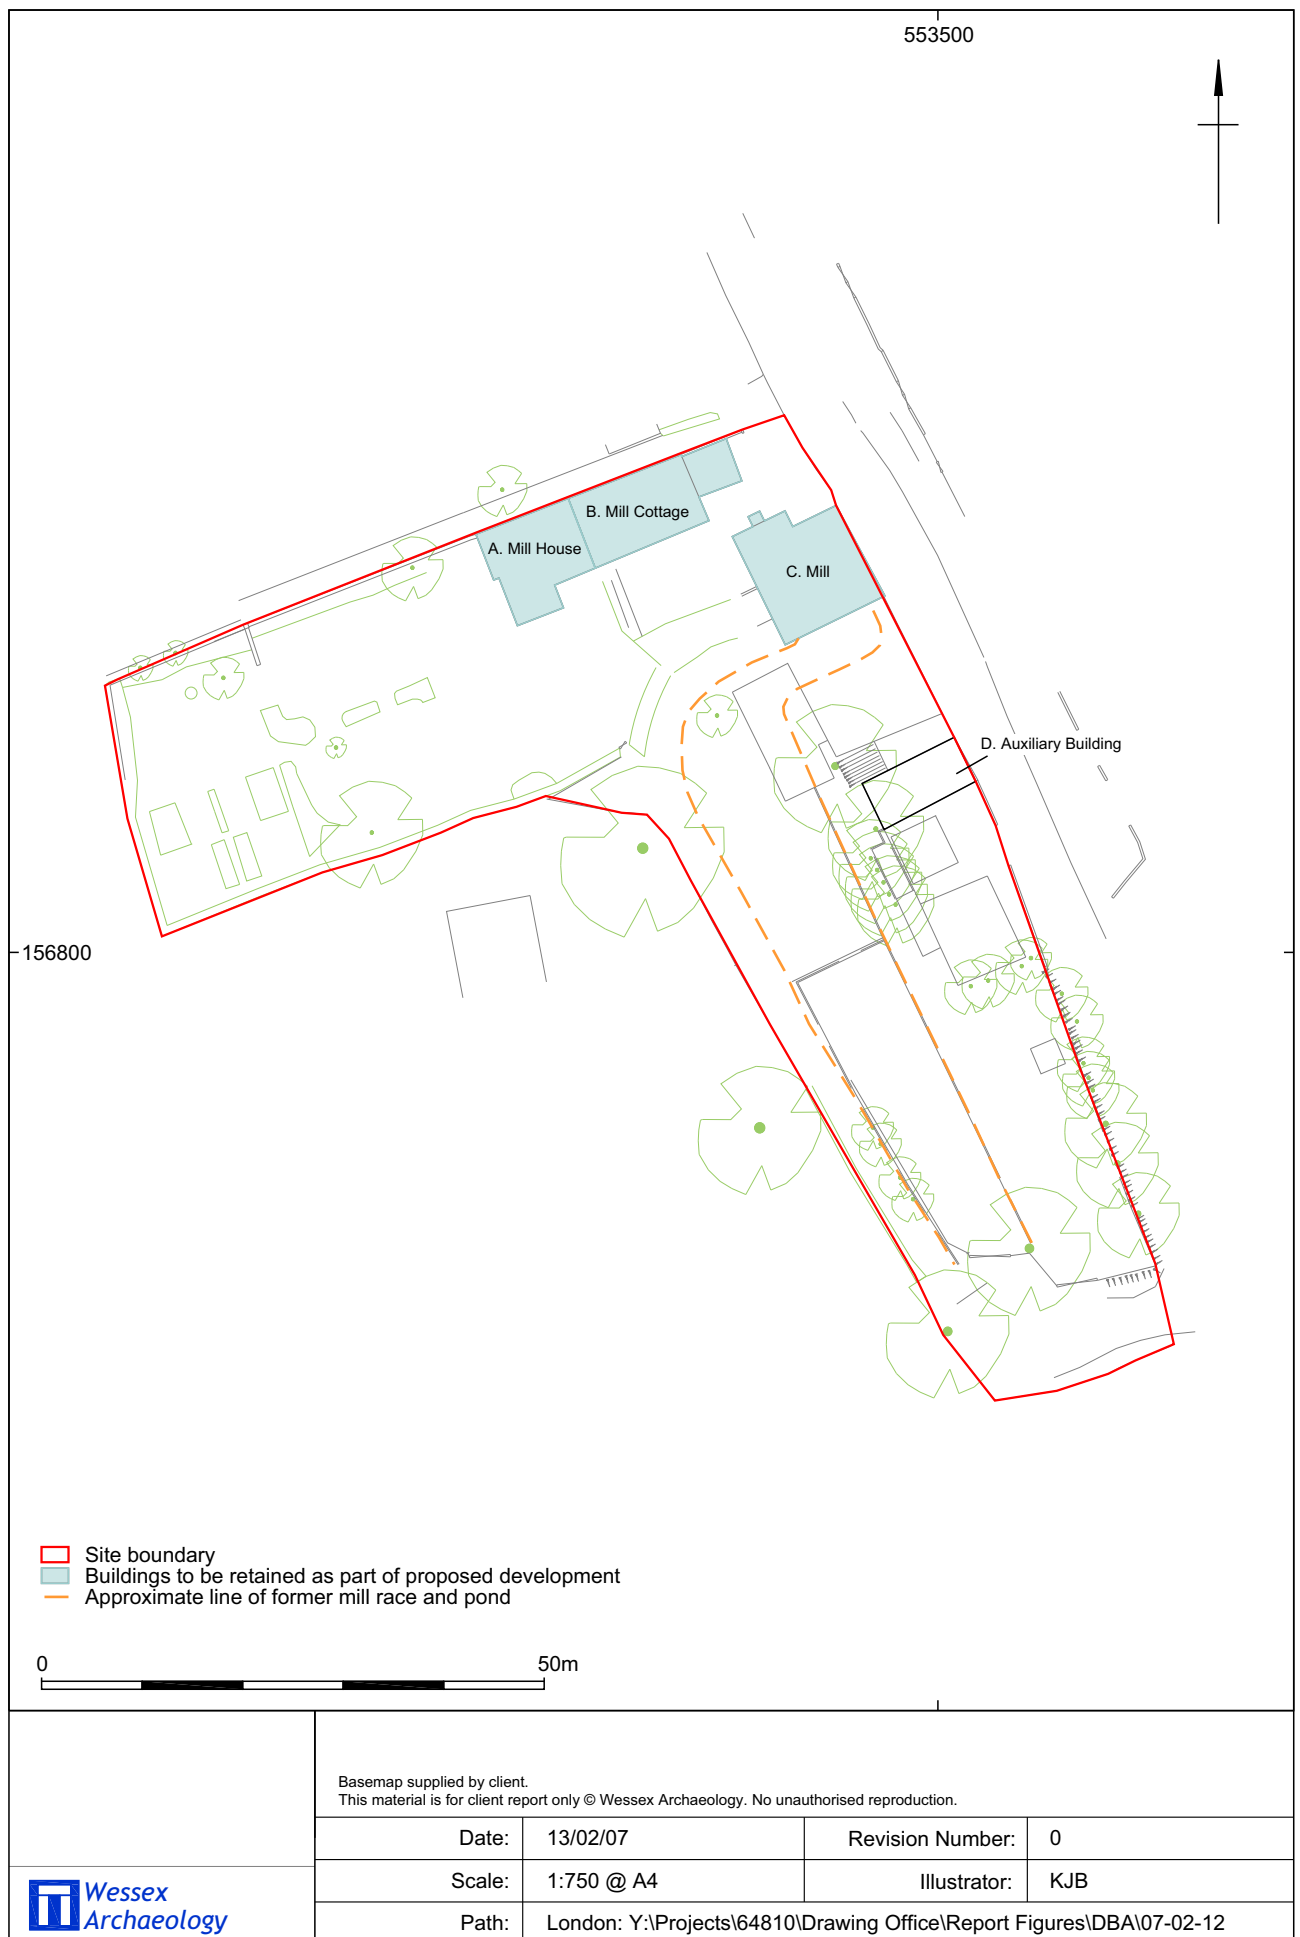 553500
B. Mill Cottage
A. Mill House
C. Mill
D. Auxiliary Building
156800
Site boundary
Buildings to be retained as part of proposed development
Approximate line of former mill race and pond
0 50m
Basemap supplied by client.
This material is for client report only © Wessex Archaeology. No unauthorised reproduction.
Date: 13/02/07 Revision Number: 0
Scale: 1:750 @ A4 Illustrator: KJB
Path: London: Y:\Projects\64810\Drawing Office\Report Figures\DBA\07-02-12
Wessex
Archaeology